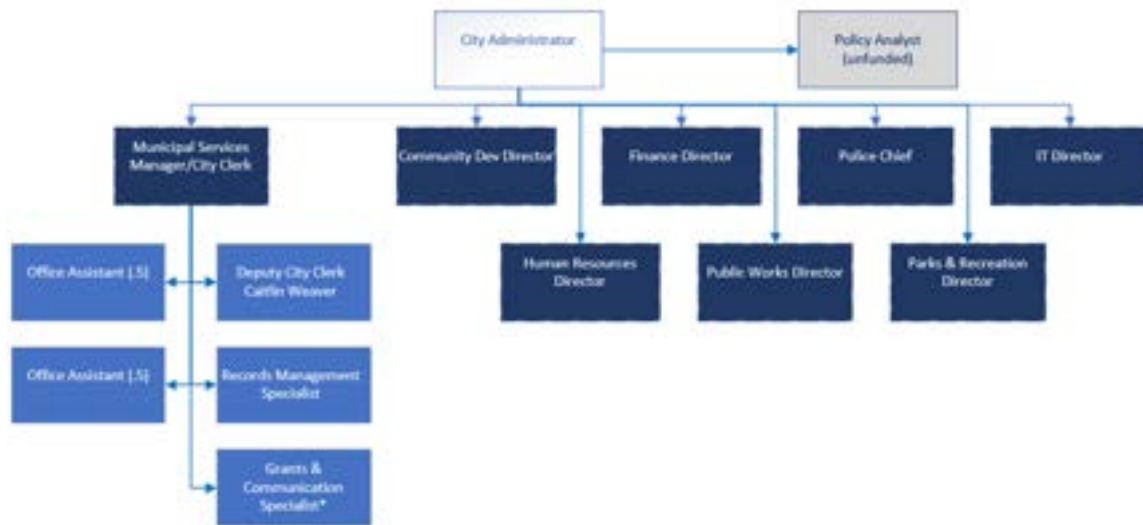 City Administrator
Policy Analyst
(unfunded)
Municipal Services
Manager/City Clerk
Community Dev Director
Finance Director
Police Chief
IT Director
Human Resources
Director
Public Works Director
Parks & Recreation
Director
Office Assistant (.5)
Deputy City Clerk
Caitlin Weaver
Office Assistant (.5)
Records Management
Specialist
Grants &
Communication
Specialist*